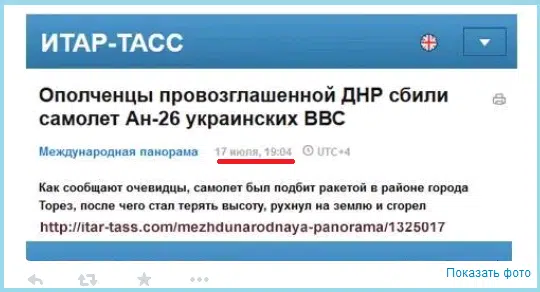 ИТАР-ТАСС
Ополченцы провозглашенной ДНР сбили
самолет Ан-26 украинских ВВС
Международная панорама 17 июля, 19:04 UTC+4
Как сообщают очевидцы, самолет был подбит ракетой в районе города
Торез, после чего стал терять высоту, рухнул на землю и сгорел
http://itar-tass.com/mezhdunarodnaya-panorama/1325017
Показать фото